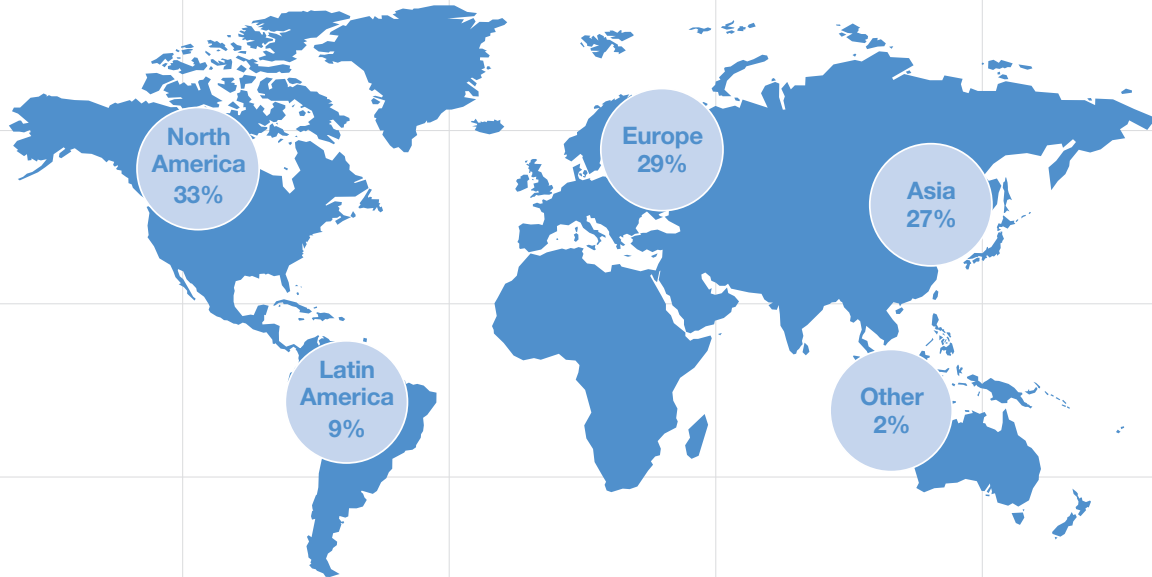 North
America
33%
Europe
29%
Asia
27%
Latin
America
9%
Other
2%